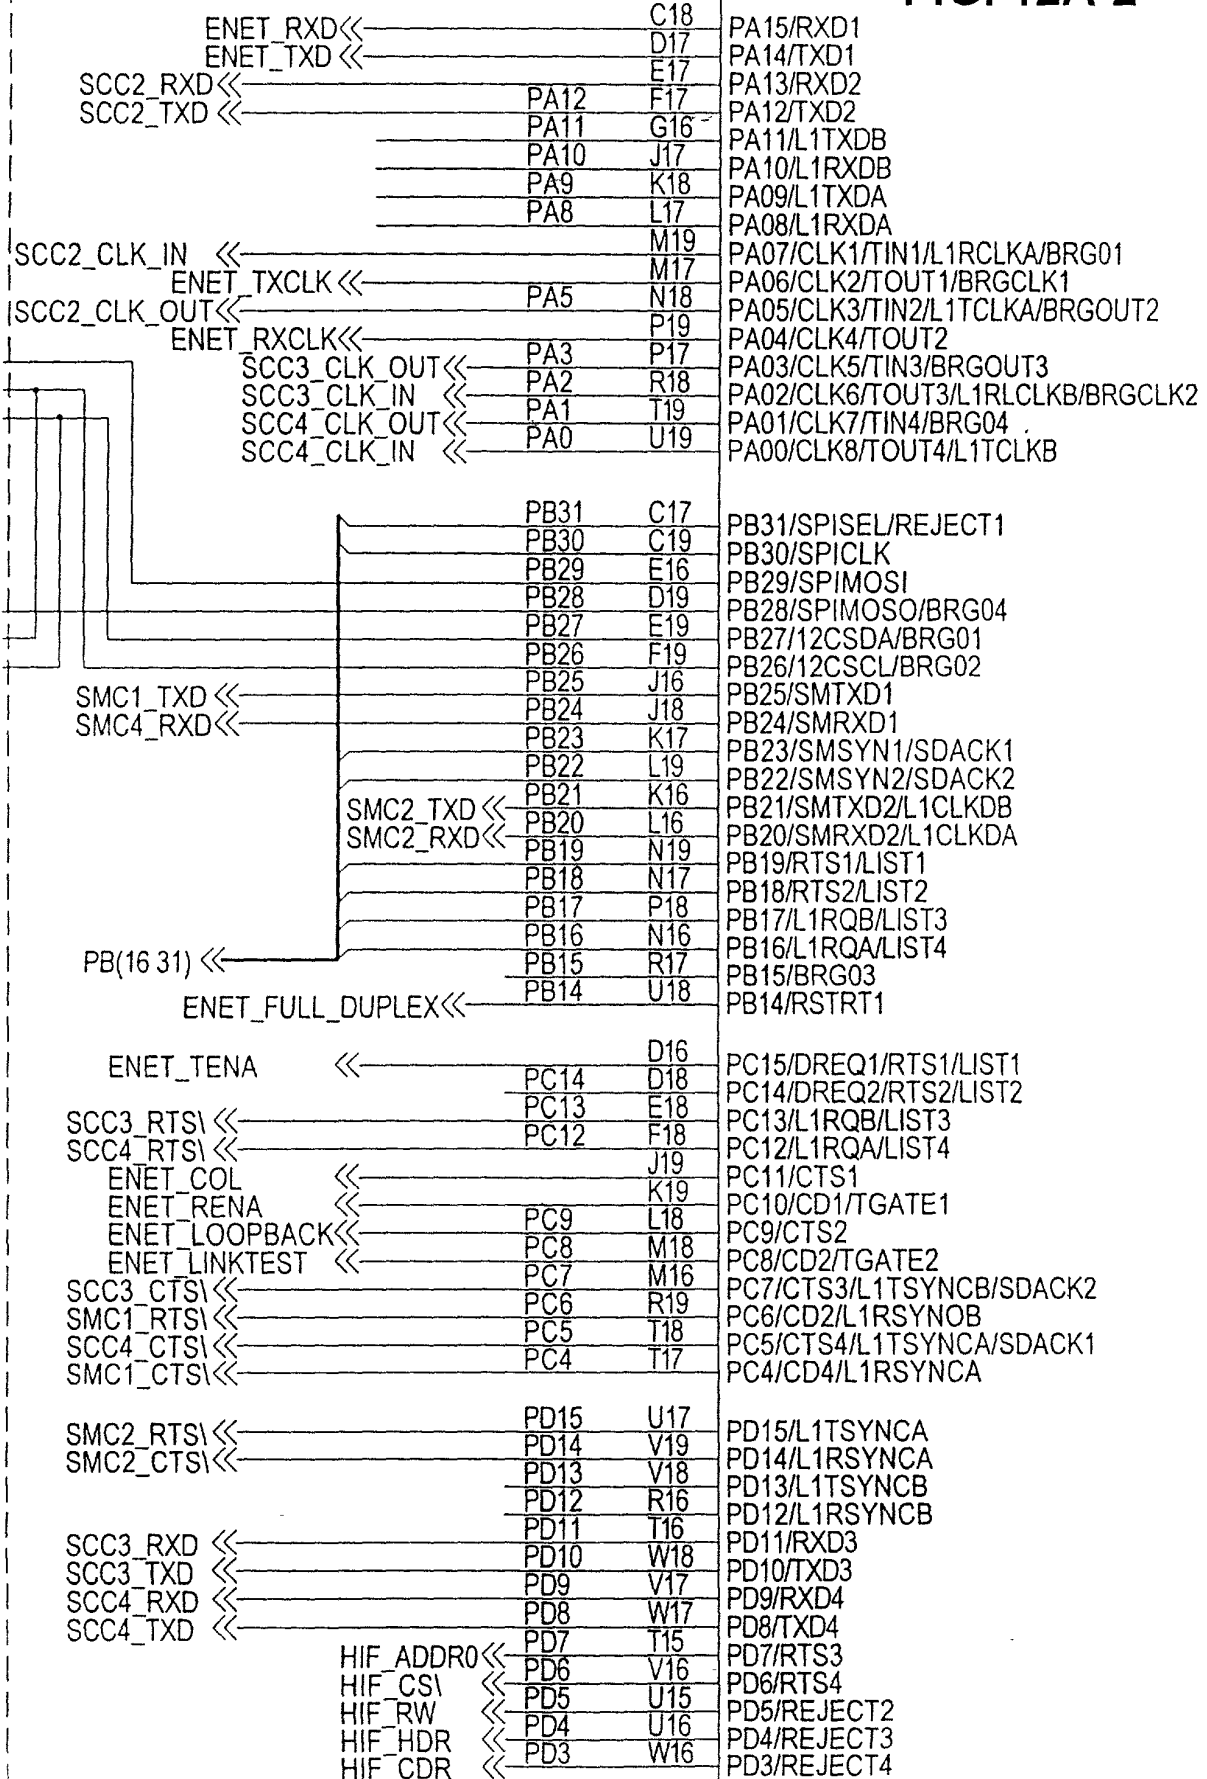 C18
ENET_RXD PA15/RXD1
D17
ENET_TXD PA14/TXD1
E17
SCC2_RXD PA13/RXD2
PA12 F17
SCC2_TXD PA12/TXD2
PA11 G16
PA11/L1TXDB
PA10 J17
PA10/L1RXDB
PA9 K18
PA09/L1TXDA
PA8 L17
PA08/L1RXDA
M19
SCC2_CLK_IN PA07/CLK1/TIN1/L1RCLKA/BRG01
M17
ENET_TXCLK PA06/CLK2/TOUT1/BRGCLK1
PA5 N18
SCC2_CLK_OUT PA05/CLK3/TIN2/L1TCLKA/BRGOUT2
P19
ENET_RXCLK PA04/CLK4/TOUT2
PA3 P17
SCC3_CLK_OUT PA03/CLK5/TIN3/BRGOUT3
PA2 R18
SCC3_CLK_IN PA02/CLK6/TOUT3/L1RLCLKB/BRGCLK2
PA1 T19
SCC4_CLK_OUT PA01/CLK7/TIN4/BRG04
PA0 U19
SCC4_CLK_IN PA00/CLK8/TOUT4/L1TCLKB
PB31 C17
PB31/SPISEL/REJECT1
PB30 C19
PB30/SPICLK
PB29 E16
PB29/SPIMOSI
PB28 D19
PB28/SPIMOSO/BRG04
PB27 E19
PB27/12CSDA/BRG01
PB26 F19
PB26/12CSCL/BRG02
PB25 J16
SMC1_TXD PB25/SMTXD1
PB24 J18
SMC4_RXD PB24/SMRXD1
PB23 K17
PB23/SMSYN1/SDACK1
PB22 L19
PB22/SMSYN2/SDACK2
PB21 K16
SMC2_TXD PB21/SMTXD2/L1CLKDB
PB20 L16
SMC2_RXD PB20/SMRXD2/L1CLKDA
PB19 N19
PB19/RTS1/LIST1
PB18 N17
PB18/RTS2/LIST2
PB17 P18
PB17/L1RQB/LIST3
PB16 N16
PB16/L1RQA/LIST4
PB(16 31)
PB15 R17
PB15/BRG03
PB14 U18
ENET_FULL_DUPLEX PB14/RSTRT1
D16
ENET_TENA PC15/DREQ1/RTS1/LIST1
PC14 D18
PC14/DREQ2/RTS2/LIST2
PC13 E18
SCC3_RTS\ PC13/L1RQB/LIST3
PC12 F18
SCC4_RTS\ PC12/L1RQA/LIST4
J19
ENET_COL PC11/CTS1
K19
ENET_RENA PC10/CD1/TGATE1
PC9 L18
ENET_LOOPBACK PC9/CTS2
PC8 M18
ENET_LINKTEST PC8/CD2/TGATE2
PC7 M16
SCC3_CTS\ PC7/CTS3/L1TSYNCB/SDACK2
PC6 R19
SMC1_RTS\ PC6/CD2/L1RSYNOB
PC5 T18
SCC4_CTS\ PC5/CTS4/L1TSYNCA/SDACK1
PC4 T17
SMC1_CTS\ PC4/CD4/L1RSYNCA
PD15 U17
SMC2_RTS\ PD15/L1TSYNCA
PD14 V19
SMC2_CTS\ PD14/L1RSYNCA
PD13 V18
PD13/L1TSYNCB
PD12 R16
PD12/L1RSYNCB
PD11 T16
SCC3_RXD PD11/RXD3
PD10 W18
SCC3_TXD PD10/TXD3
PD9 V17
SCC4_RXD PD9/RXD4
PD8 W17
SCC4_TXD PD8/TXD4
PD7 T15
HIF_ADDR0 PD7/RTS3
PD6 V16
HIF_CS\ PD6/RTS4
PD5 U15
HIF_RW PD5/REJECT2
PD4 U16
HIF_HDR PD4/REJECT3
PD3 W16
HIF_CDR PD3/REJECT4